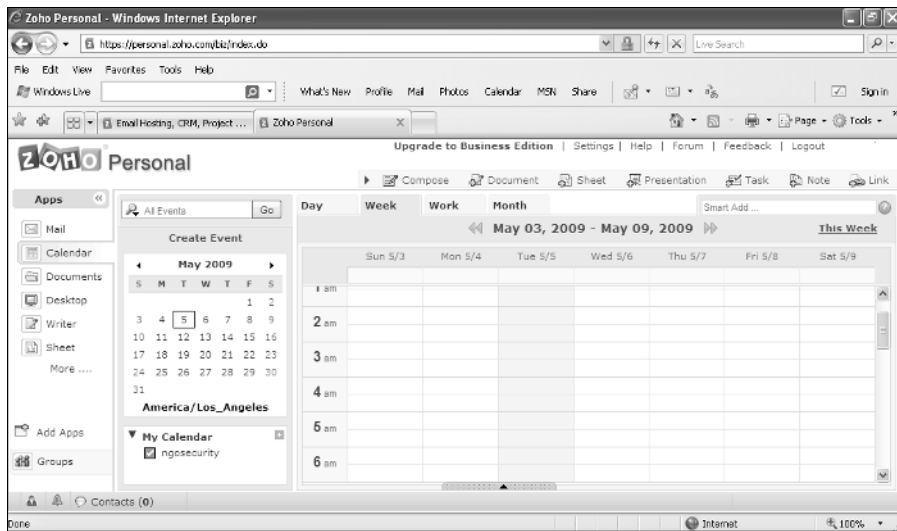 Zoho Personal - Windows Internet Explorer
https://personal.zoho.com/biz/index.do
Live Search
File Edit View Favorites Tools Help
Windows Live
What's New Profile Mail Photos Calendar MSN Share
Sign in
Email Hosting, CRM, Project ...
Zoho Personal
Page
Tools
ZOHO Personal
Upgrade to Business Edition | Settings | Help | Forum | Feedback | Logout
Compose Document Sheet Presentation Task Note Link
Apps
Mail
Calendar
Documents
Desktop
Writer
Sheet
More ....
Add Apps
Groups
All Events Go
Create Event
May 2009
S M T W T F S
1 2
3 4 5 6 7 8 9
10 11 12 13 14 15 16
17 18 19 20 21 22 23
24 25 26 27 28 29 30
31
America/Los_Angeles
My Calendar
ngosecurity
Day Week Work Month
Smart Add ...
May 03, 2009 - May 09, 2009
This Week
Sun 5/3 Mon 5/4 Tue 5/5 Wed 5/6 Thu 5/7 Fri 5/8 Sat 5/9
1 am
2 am
3 am
4 am
5 am
6 am
Contacts (0)
Done
Internet
100%